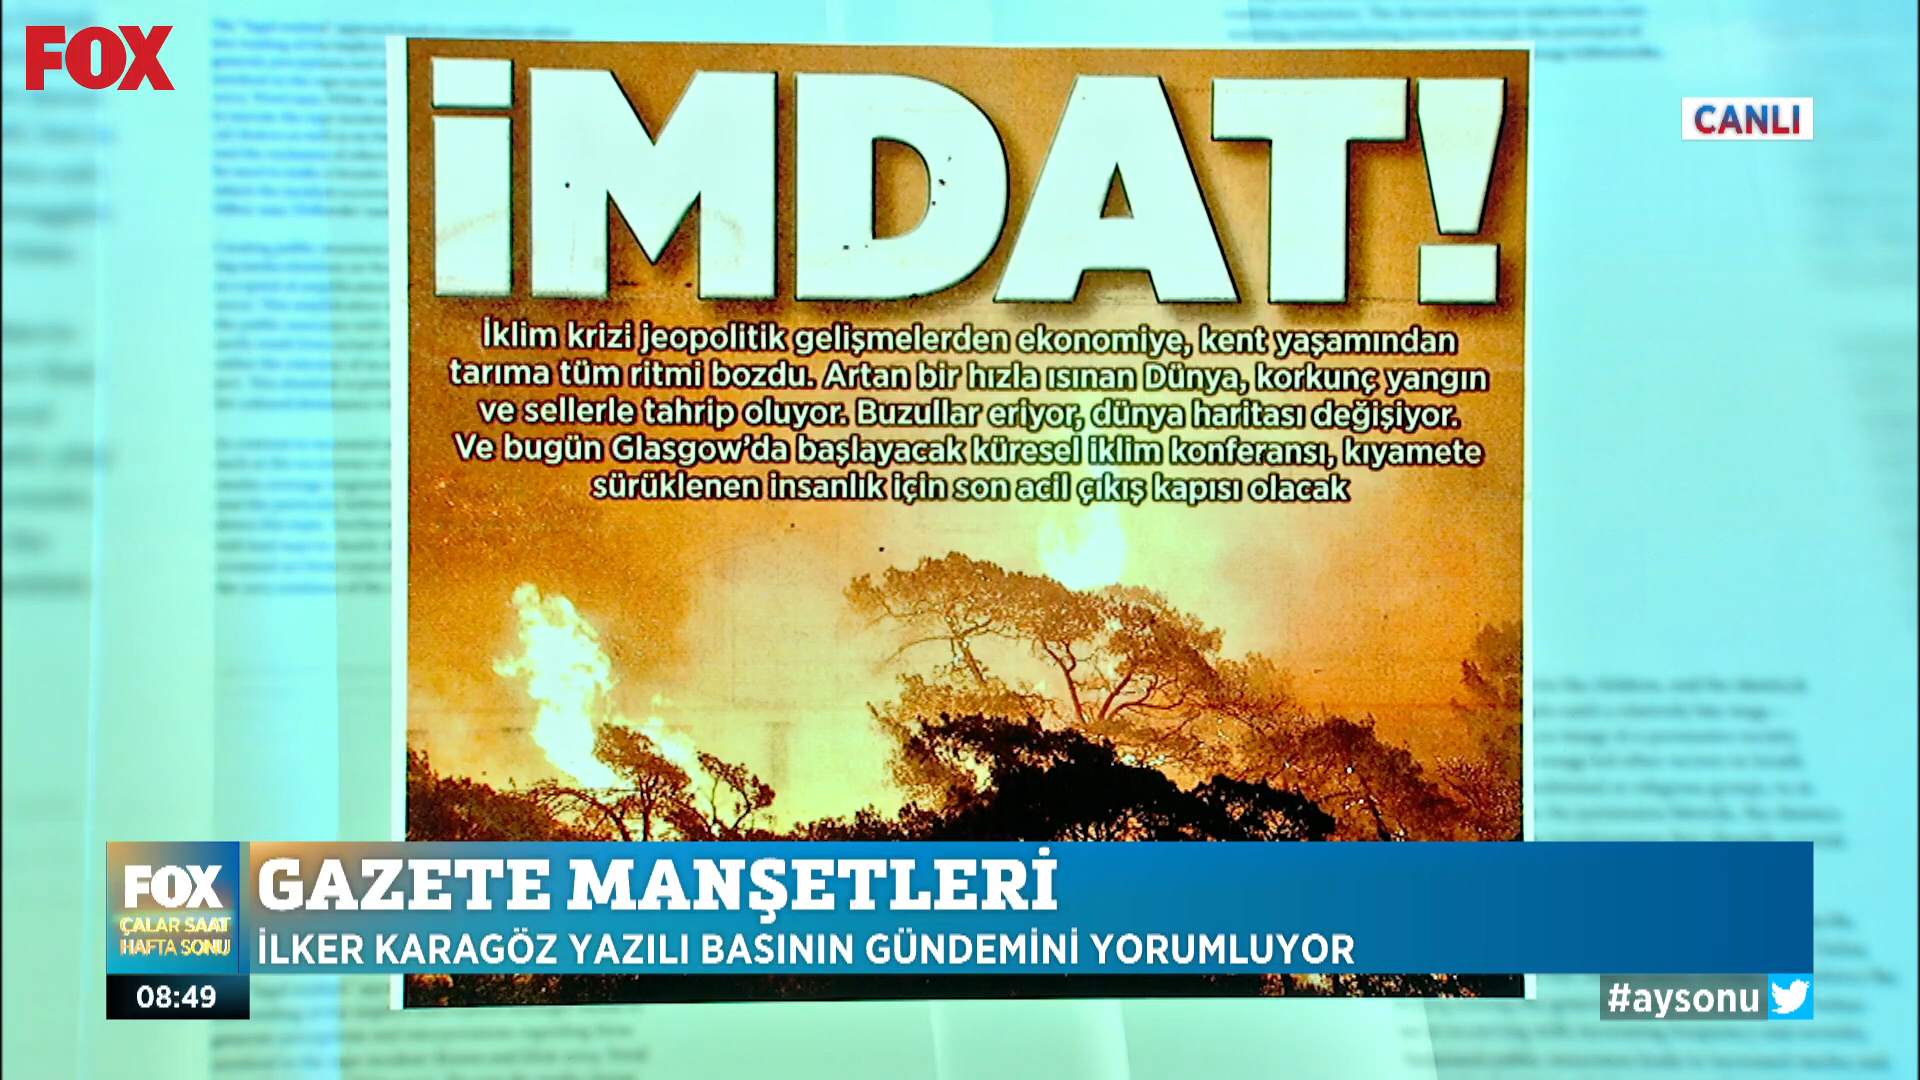 FOX
CANLI
İMDAT!
İklim krizi jeopolitik gelişmelerden ekonomiye, kent yaşamından
tarıma tüm ritmi bozdu. Artan bir hızla ısınan Dünya, korkunç yangın
ve sellerle tahrip oluyor. Buzullar eriyor, dünya haritası değişiyor.
Ve bugün Glasgow'da başlayacak küresel iklim konferansı, kıyamete
sürüklenen insanlık için son acil çıkış kapısı olacak
FOX
ÇALAR SAAT
HAFTA SONU
GAZETE MANŞETLERİ
İLKER KARAGÖZ YAZILI BASININ GÜNDEMİNİ YORUMLUYOR
08:49
#aysonu